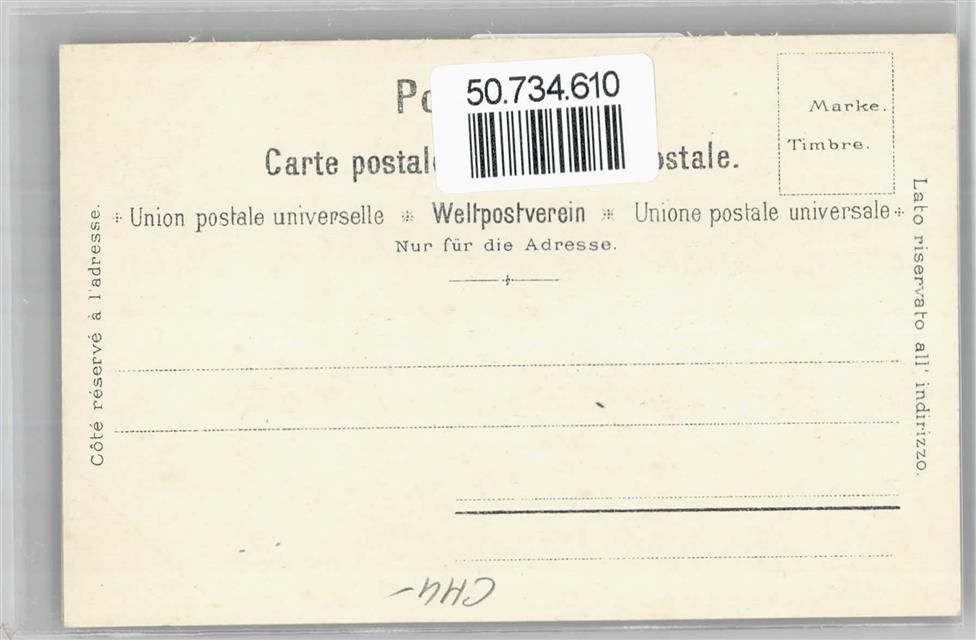 50.734.610
Po
Carte postale
ostale.
Marke.
Timbre.
Union postale universelle ⁜ Weltpostverein ⁜ Unione postale universale
Nur für die Adresse.
Côté réservé à l'adresse.
Lato riservato all' indirizzo.